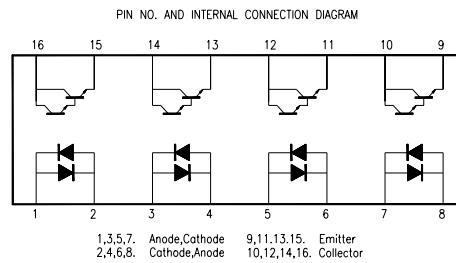 PIN NO. AND INTERNAL CONNECTION DIAGRAM
16 15 14 13 12 11 10 9
1 2 3 4 5 6 7 8
1,3,5,7. Anode,Cathode 9,11.13.15. Emitter
2,4,6,8. Cathode,Anode 10,12,14,16. Collector